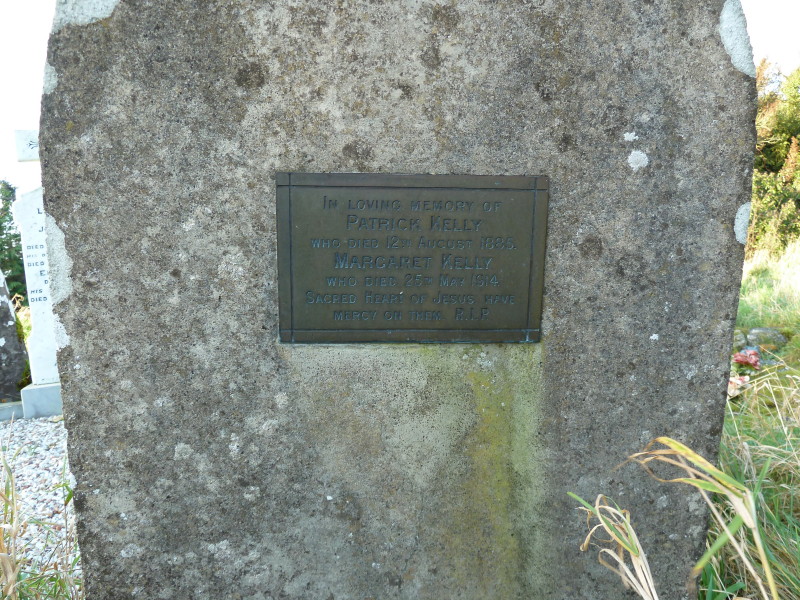 In loving memory of
Patrick Kelly
who died 12th August 1885.
Margaret Kelly
who died 25th May 1914.
Sacred Heart of Jesus have
mercy on them. R.I.P.